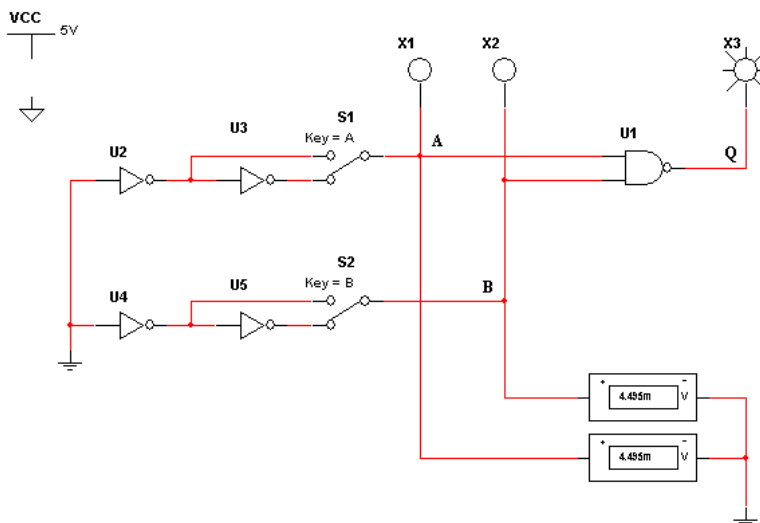 VCC
5V
X1
X2
X3
S1
U3
Key = A
A
U1
U2
Q
S2
U5
Key = B
B
U4
+ 4.495m - V
+ 4.495m - V